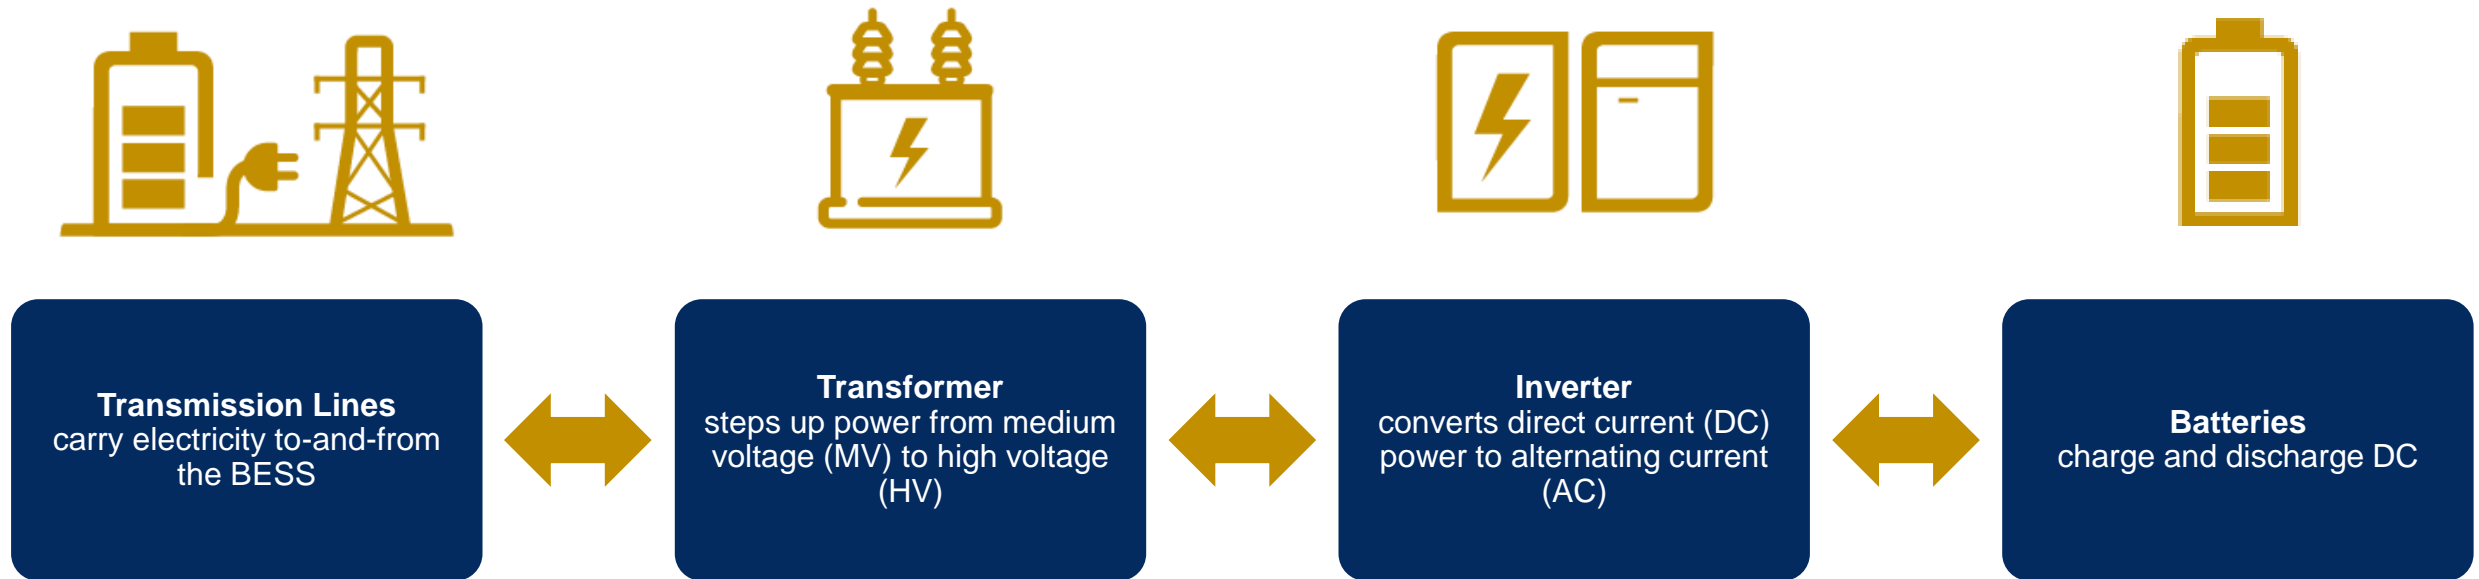 Transmission Lines
carry electricity to-and-from
the BESS
Transformer
steps up power from medium
voltage (MV) to high voltage
(HV)
Inverter
converts direct current (DC)
power to alternating current
(AC)
Batteries
charge and discharge DC